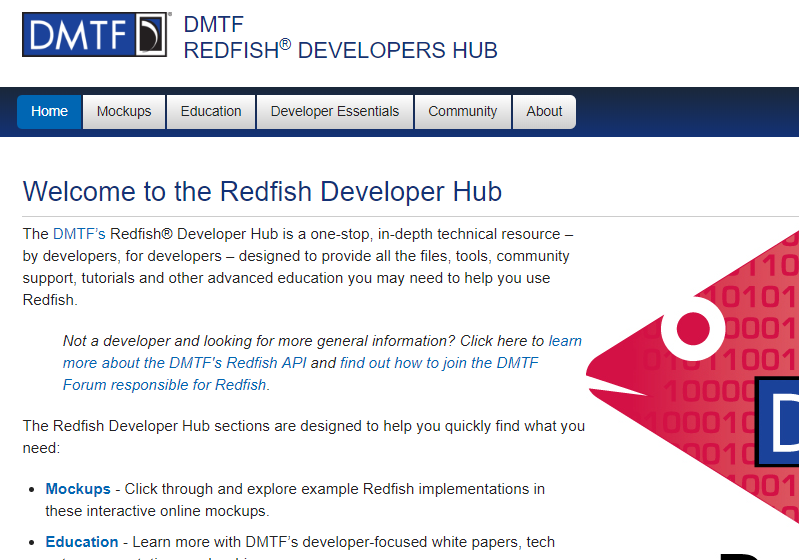 DMTF
DMTF
REDFISH® DEVELOPERS HUB
Home
Mockups
Education
Developer Essentials
Community
About
Welcome to the Redfish Developer Hub
The DMTF's Redfish® Developer Hub is a one-stop, in-depth technical resource –
by developers, for developers – designed to provide all the files, tools, community
support, tutorials and other advanced education you may need to help you use
Redfish.
Not a developer and looking for more general information? Click here to learn
more about the DMTF's Redfish API and find out how to join the DMTF
Forum responsible for Redfish.
The Redfish Developer Hub sections are designed to help you quickly find what you
need:
• Mockups - Click through and explore example Redfish implementations in
these interactive online mockups.
• Education - Learn more with DMTF's developer-focused white papers, tech